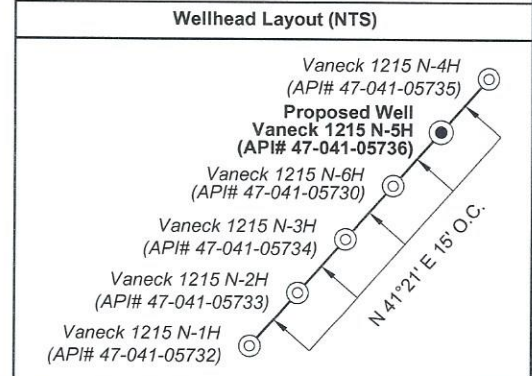 Wellhead Layout (NTS)
Vaneck 1215 N-4H
(API# 47-041-05735)
Proposed Well
Vaneck 1215 N-5H
(API# 47-041-05736)
Vaneck 1215 N-6H
(API# 47-041-05730)
Vaneck 1215 N-3H
(API# 47-041-05734)
Vaneck 1215 N-2H
(API# 47-041-05733)
Vaneck 1215 N-1H
(API# 47-041-05732)
N 41°21' E 15' O.C.